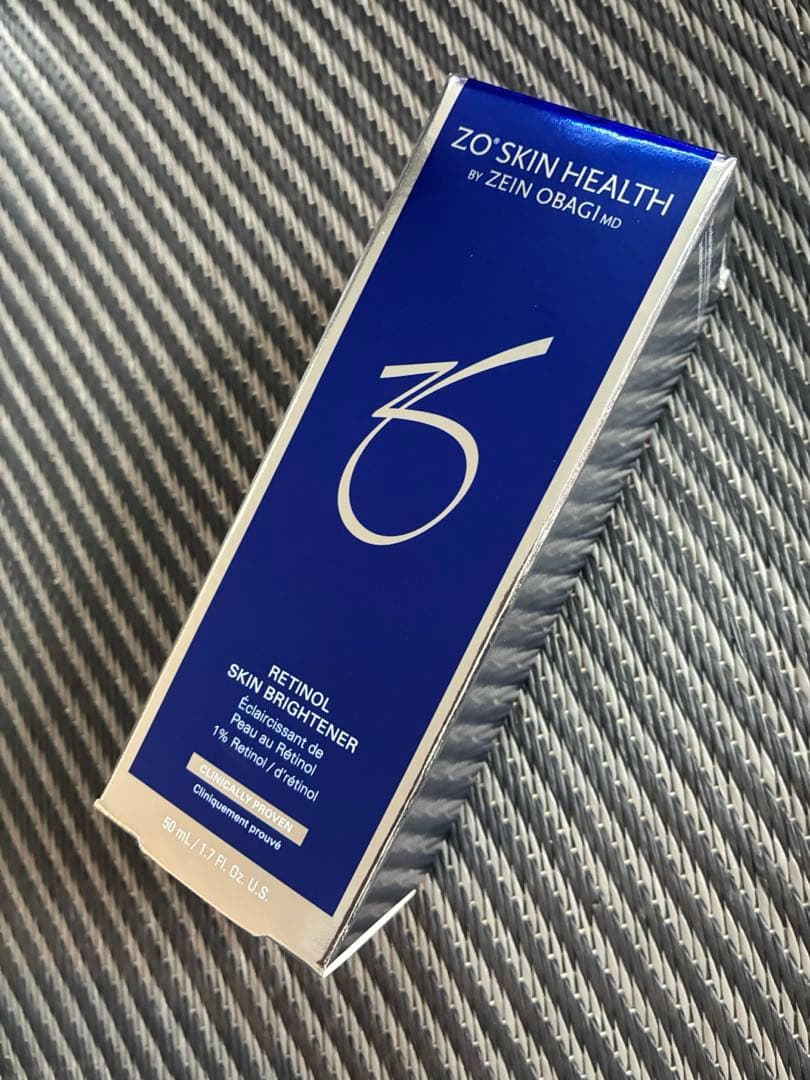 ZO® SKIN HEALTH
BY ZEIN OBAGI MD
RETINOL
SKIN BRIGHTENER
Éclaircissant de
Peau au Rétinol
1% Retinol / d'rétinol
CLINICALLY PROVEN
Cliniquement prouvé
50 mL / 1.7 Fl. Oz. U.S.